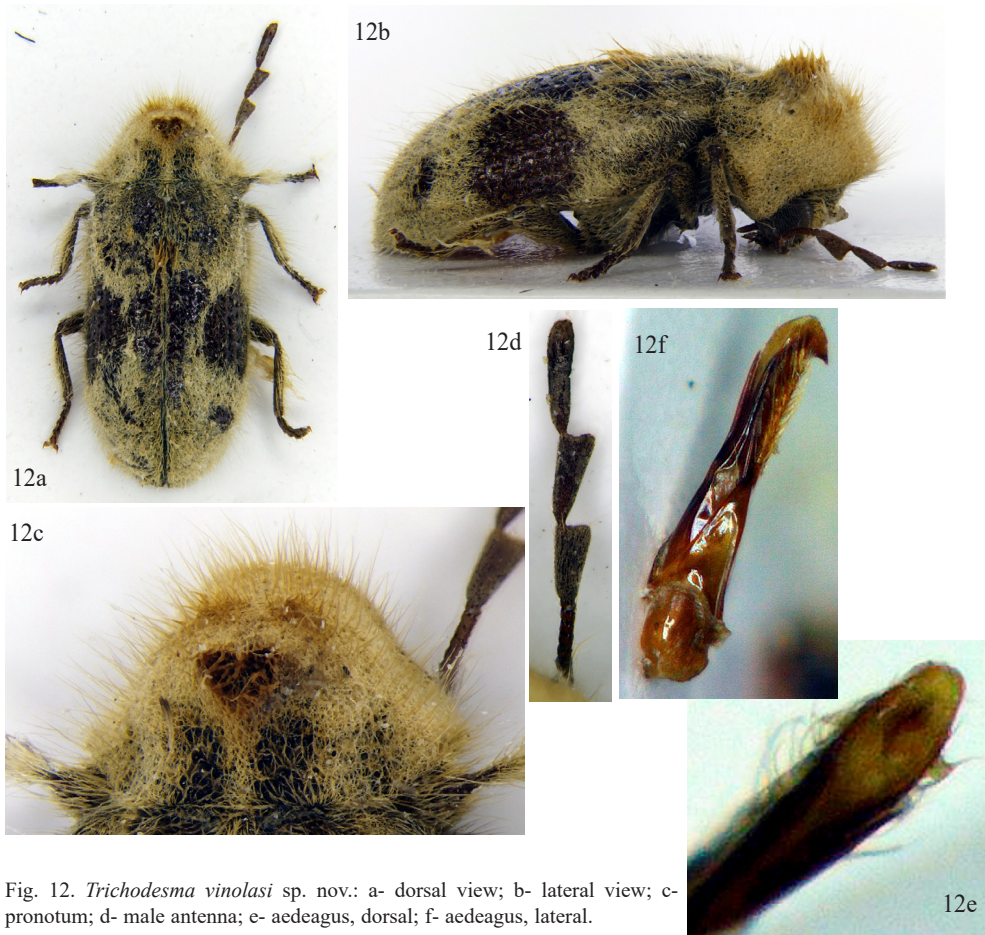 12a
12b
12c
12d
12f
12e
Fig. 12. Trichodesma vinolasi sp. nov.: a- dorsal view; b- lateral view; c-
pronotum; d- male antenna; e- aedeagus, dorsal; f- aedeagus, lateral.